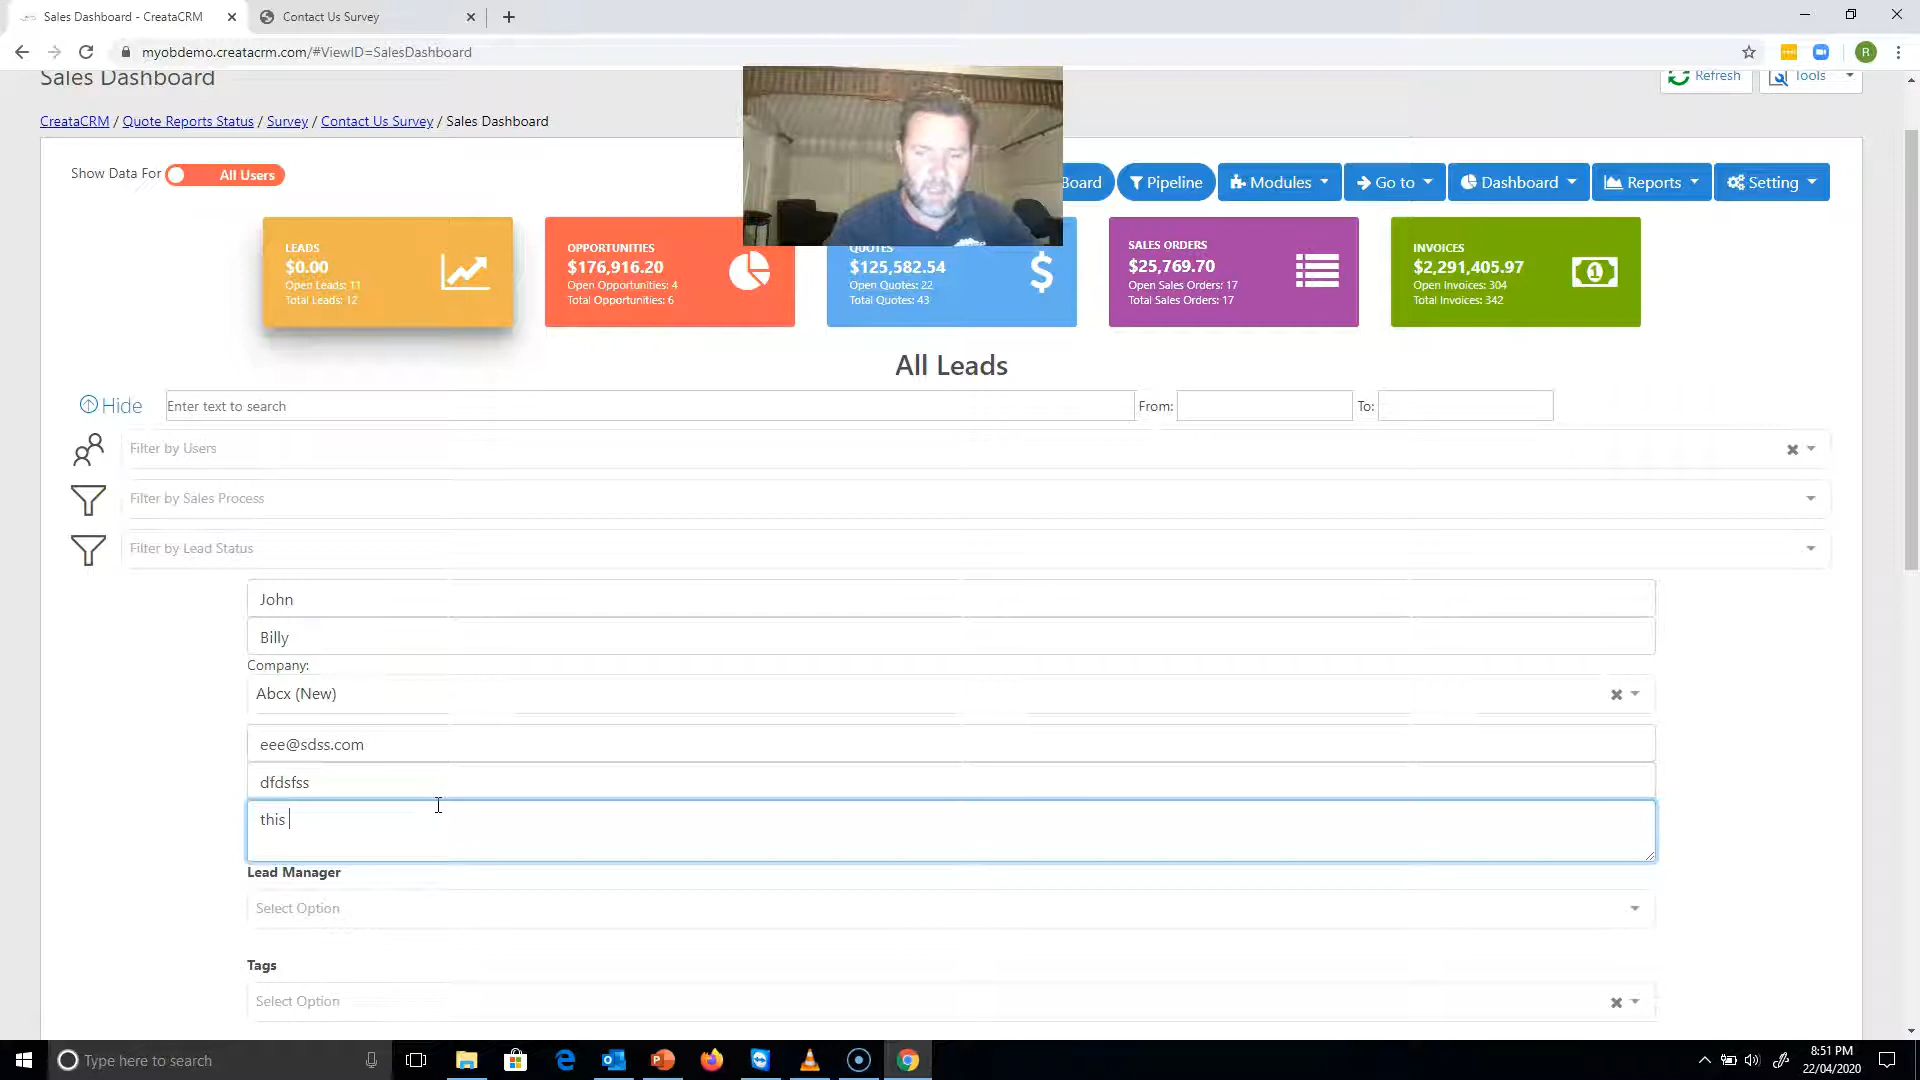 Sales Dashboard - CreataCRM
Contact Us Survey
myobdemo.creatacrm.com/#ViewID=SalesDashboard
R
Sales Dashboard
Refresh
Tools
CreataCRM / Quote Reports Status / Survey / Contact Us Survey / Sales Dashboard
Show Data For All Users
Board Pipeline Modules Go to Dashboard Reports Setting
LEADS
$0.00
Open Leads: 11
Total Leads: 12
OPPORTUNITIES
$176,916.20
Open Opportunities: 4
Total Opportunities: 6
QUOTES
$125,582.54
Open Quotes: 22
Total Quotes: 43
SALES ORDERS
$25,769.70
Open Sales Orders: 17
Total Sales Orders: 17
INVOICES
$2,291,405.97
Open Invoices: 304
Total Invoices: 342
All Leads
Hide Enter text to search From: To:
Filter by Users
Filter by Sales Process
Filter by Lead Status
John
Billy
Company:
Abcx (New)
eee@sdss.com
dfdsfss
this
Lead Manager
Select Option
Tags
Select Option
Type here to search
8:51 PM
22/04/2020